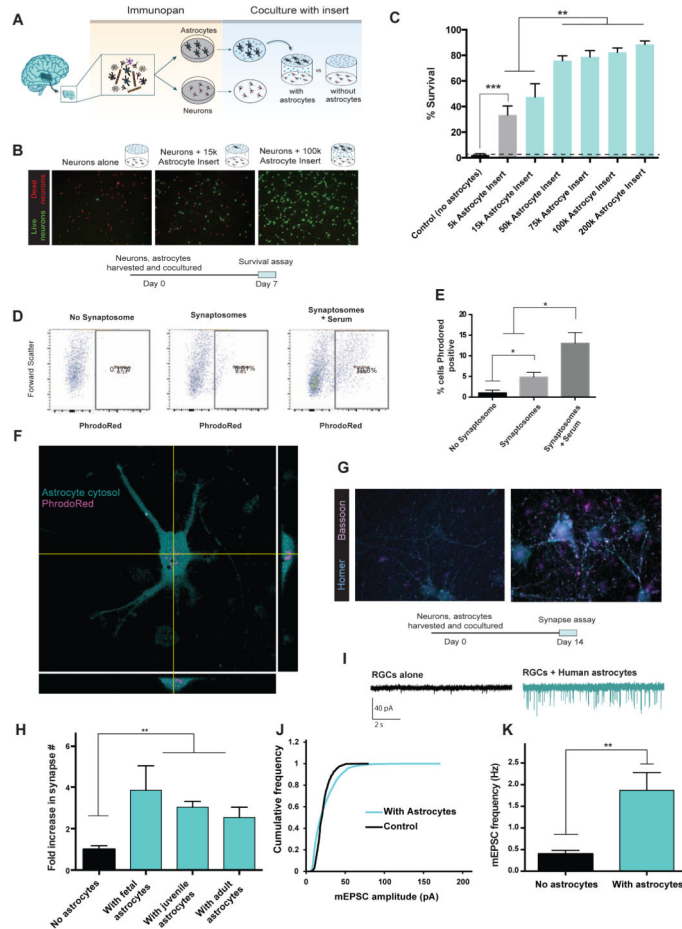 A
Immunopan
Coculture with insert
Astrocytes
Neurons
with
astrocytes
vs
without
astrocytes
B
Neurons alone
Neurons + 15k
Astrocyte Insert
Neurons + 100k
Astrocyte Insert
Dead
neurons
Live
neurons
Neurons, astrocytes
harvested and cocultured
Survival assay
Day 0
Day 7
C
% Survival
100
80
60
40
20
0
***
**
Control (no astrocytes)
5k Astrocyte Insert
15k Astrocyte Insert
50k Astrocyte Insert
75k Astrocyte Insert
100k Astrocyte Insert
200k Astrocyte Insert
D
No Synaptosome
Synaptosomes
Synaptosomes
+ Serum
Forward Scatter
PhrodoRed
PhrodoRed
PhrodoRed
E
% cells Phrodored
positive
20
15
10
5
0
*
*
No Synaptosome
Synaptosomes
Synaptosomes
+ Serum
F
Astrocyte cytosol
PhrodoRed
G
Homer
Bassoon
Neurons, astrocytes
harvested and cocultured
Synapse
assay
Day 0
Day 14
I
RGCs alone
RGCs + Human astrocytes
40 pA
2 s
H
Fold increase in synapse #
6
4
2
0
**
No astrocytes
With fetal
astrocytes
With juvenile
astrocytes
With adult
astrocytes
J
Cumulative frequency
1
0.8
0.6
0.4
0.2
0
With Astrocytes
Control
0
50
100
150
200
mEPSC amplitude (pA)
K
mEPSC frequency (Hz)
2.5
2.0
1.5
1.0
0.5
0.0
**
No astrocytes
With astrocytes